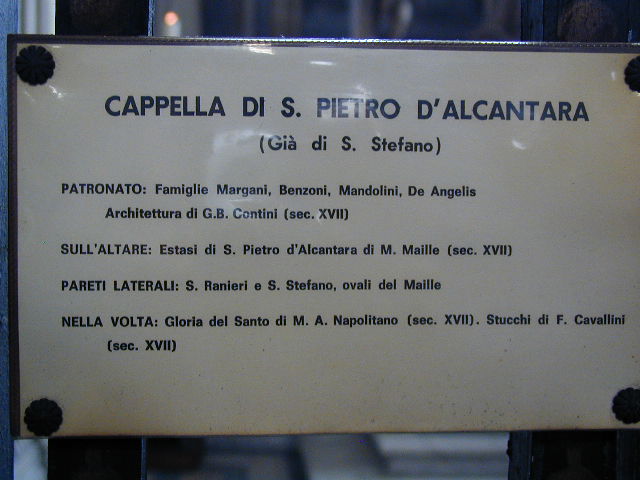 CAPPELLA DI S. PIETRO D'ALCANTARA
(Già di S. Stefano)
PATRONATO: Famiglie Margani, Benzoni, Mandolini, De Angelis
Architettura di G.B. Contini (sec. XVII)
SULL'ALTARE: Estasi di S. Pietro d'Alcantara di M. Maille (sec. XVII)
PARETI LATERALI: S. Ranieri e S. Stefano, ovali del Maille
NELLA VOLTA: Gloria del Santo di M. A. Napolitano (sec. XVII). Stucchi di F. Cavallini
(sec. XVII)